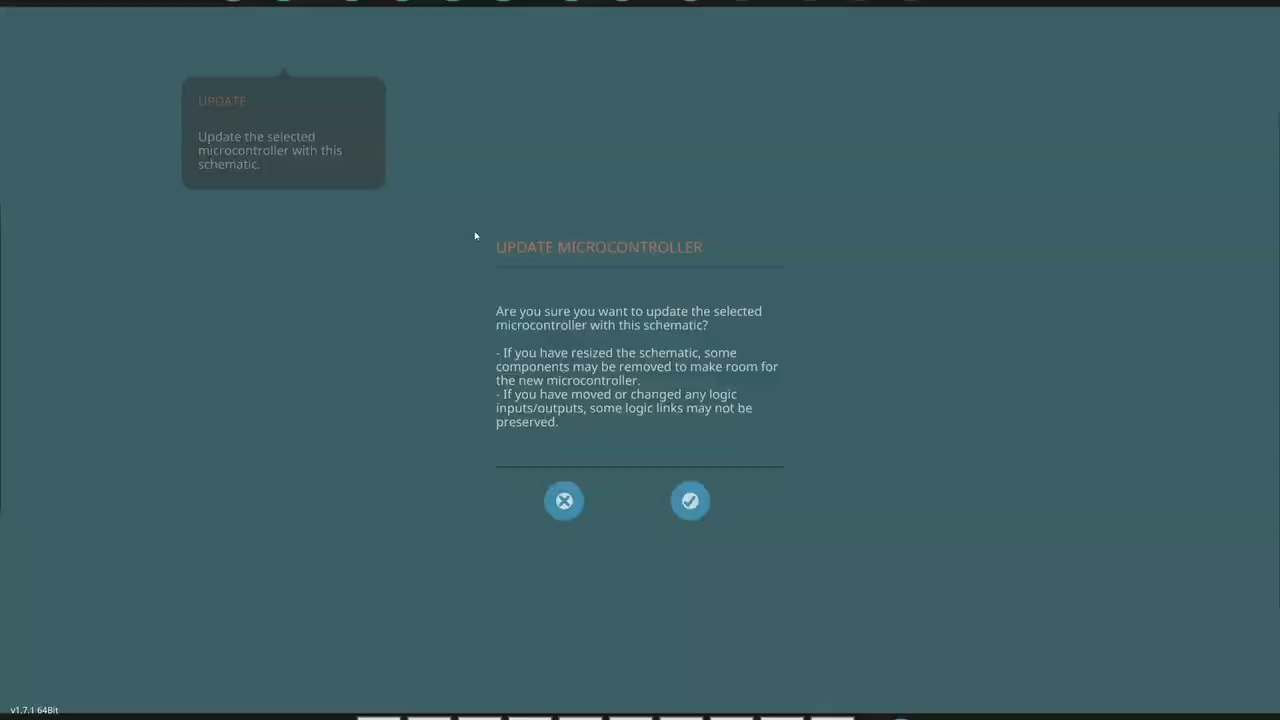 UPDATE
Update the selected
microcontroller with this
schematic.
UPDATE MICROCONTROLLER
Are you sure you want to update the selected
microcontroller with this schematic?
- If you have resized the schematic, some
components may be removed to make room for
the new microcontroller.
- If you have moved or changed any logic
inputs/outputs, some logic links may not be
preserved.
v1.7.1 64Bit